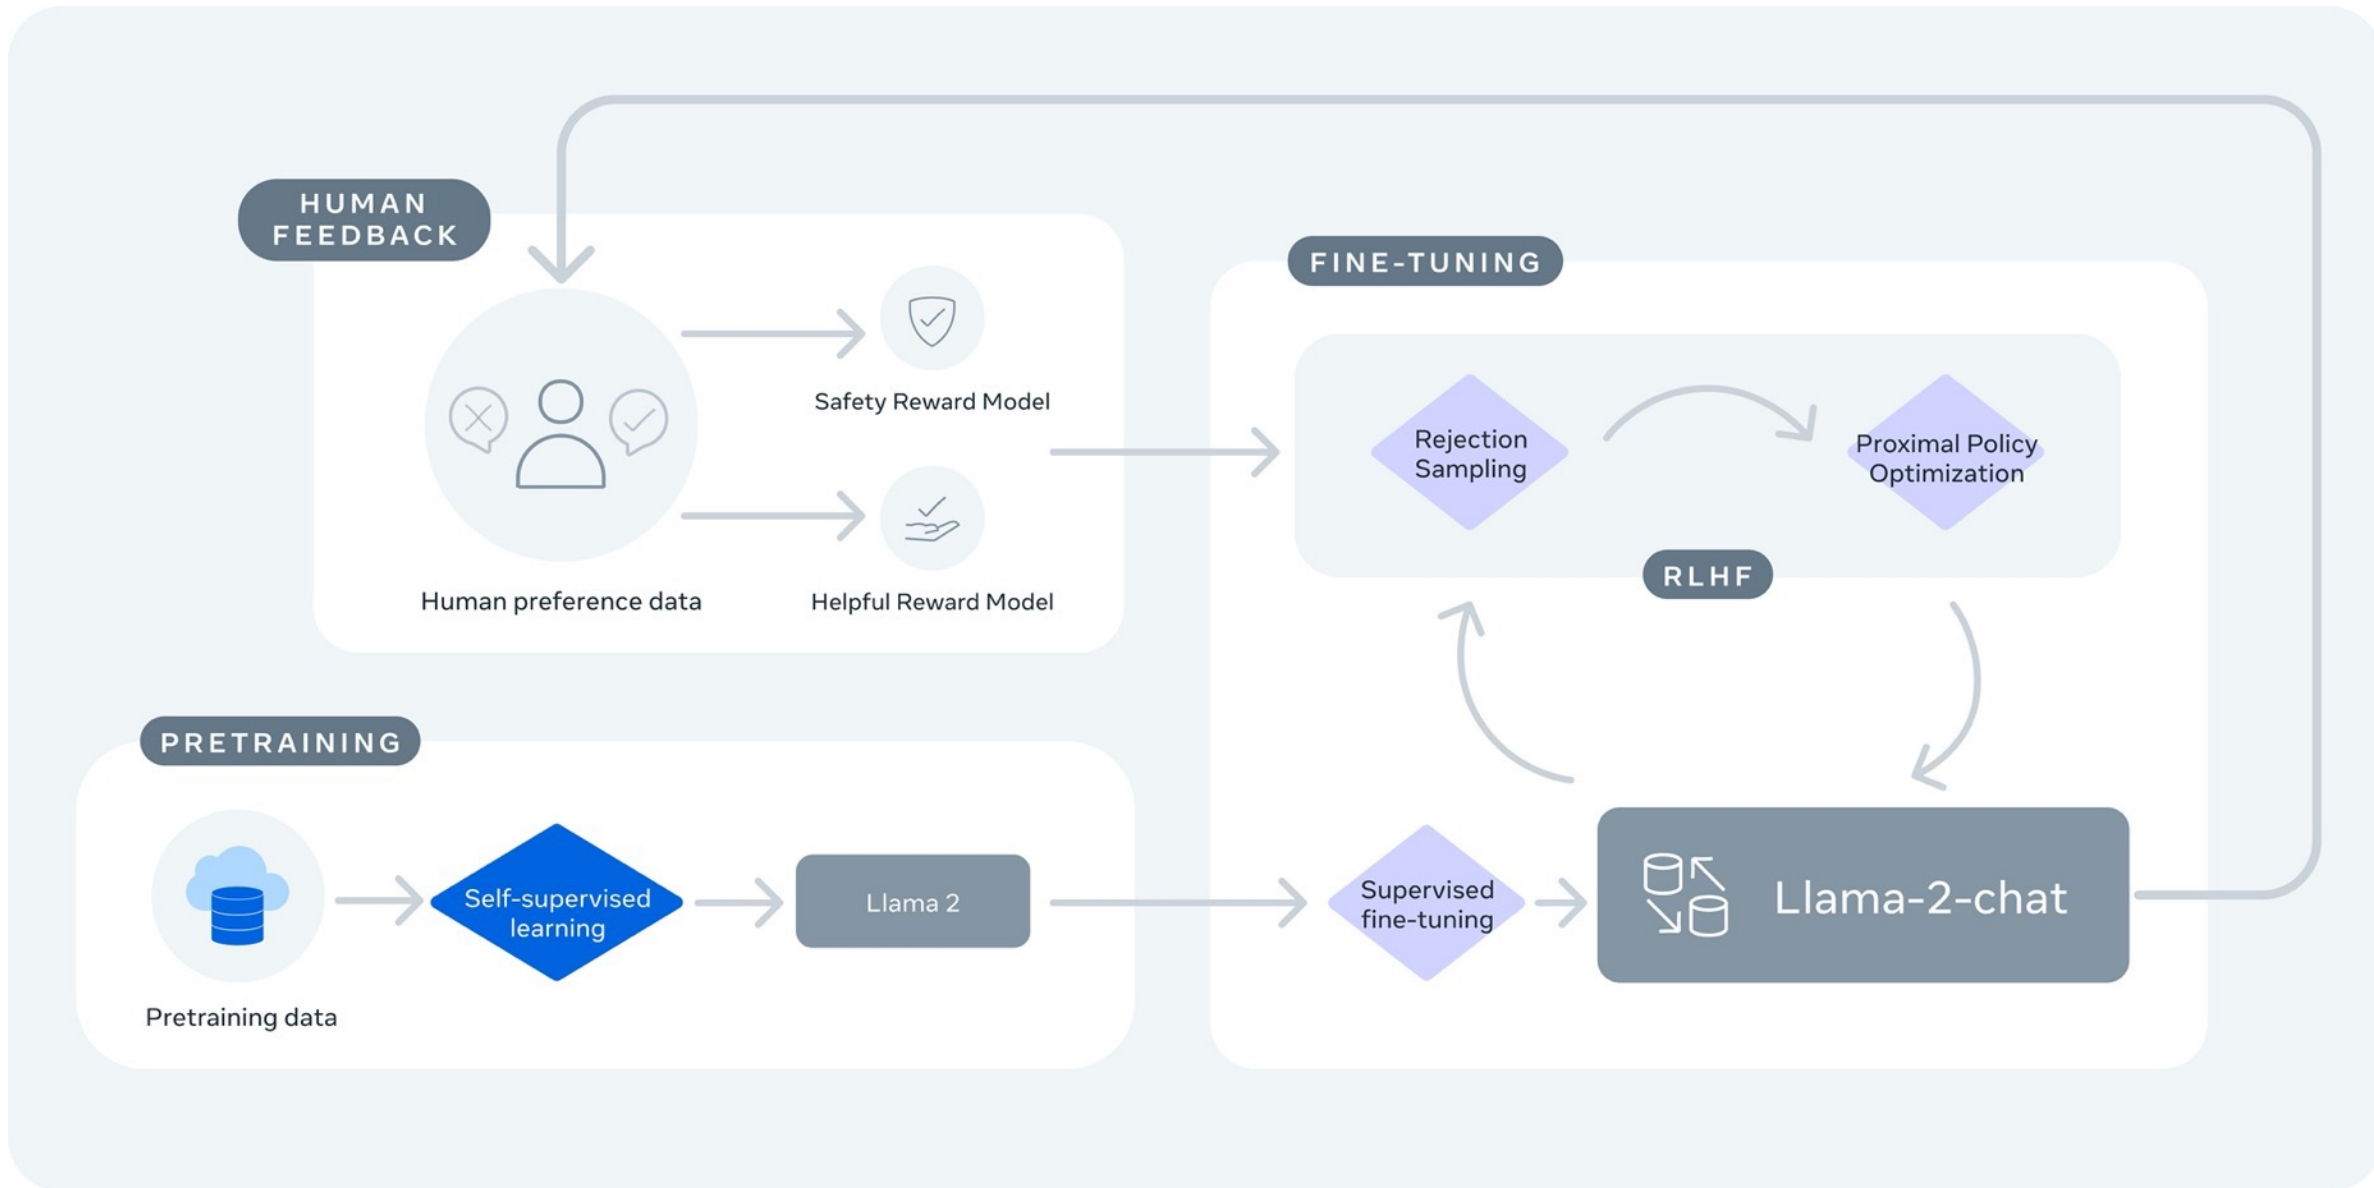 HUMAN
FEEDBACK
Safety Reward Model
Human preference data
Helpful Reward Model
FINE-TUNING
Rejection
Sampling
Proximal Policy
Optimization
RLHF
PRETRAINING
Pretraining data
Self-supervised
learning
Llama 2
Supervised
fine-tuning
Llama-2-chat